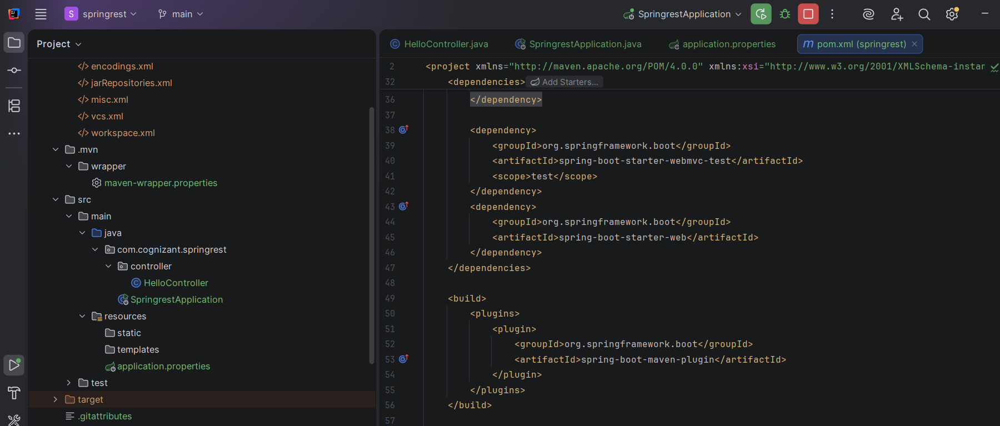 S springrest main SpringrestApplication
Project
encodings.xml
jarRepositories.xml
misc.xml
vcs.xml
workspace.xml
.mvn
wrapper
maven-wrapper.properties
src
main
java
com.cognizant.springrest
controller
HelloController
SpringrestApplication
resources
static
templates
application.properties
test
target
.gitattributes
HelloController.java SpringrestApplication.java application.properties pom.xml (springrest)
2 <project xmlns="http://maven.apache.org/POM/4.0.0" xmlns:xsi="http://www.w3.org/2001/XMLSchema-instan
32 <dependencies> Add Starters...
36 </dependency>
37
38 <dependency>
39 <groupId>org.springframework.boot</groupId>
40 <artifactId>spring-boot-starter-webmvc-test</artifactId>
41 <scope>test</scope>
42 </dependency>
43 <dependency>
44 <groupId>org.springframework.boot</groupId>
45 <artifactId>spring-boot-starter-web</artifactId>
46 </dependency>
47 </dependencies>
48
49 <build>
50 <plugins>
51 <plugin>
52 <groupId>org.springframework.boot</groupId>
53 <artifactId>spring-boot-maven-plugin</artifactId>
54 </plugin>
55 </plugins>
56 </build>
57